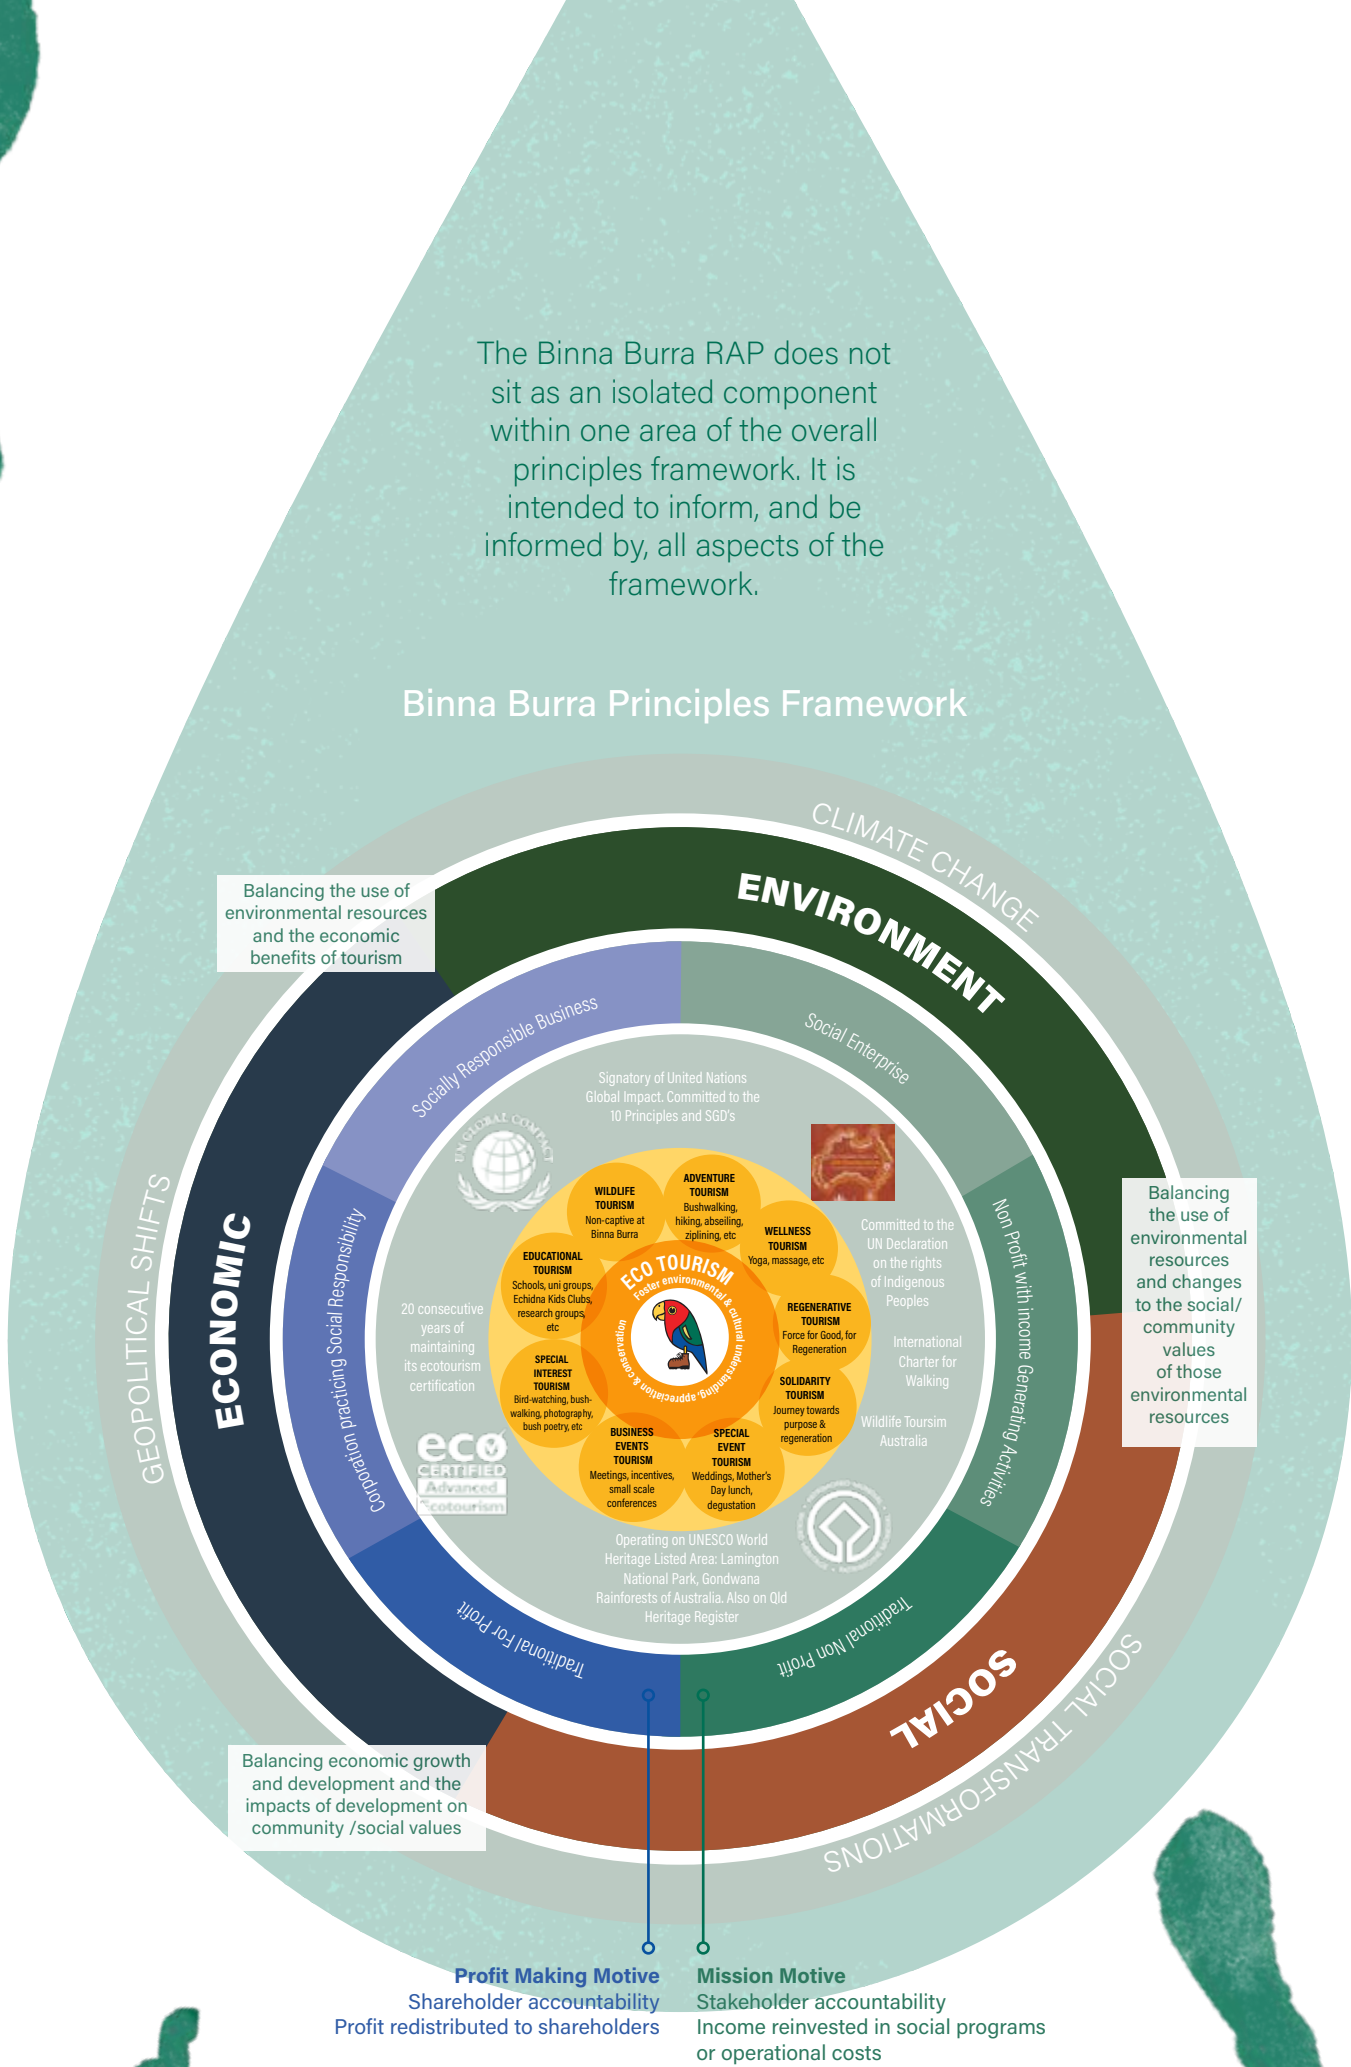 The Binna Burra RAP does not
sit as an isolated component
within one area of the overall
principles framework. It is
intended to inform, and be
informed by, all aspects of the
framework.
Binna Burra Principles Framework
CLIMATE CHANGE
ENVIRONMENT
Balancing the use of
environmental resources
and the economic
benefits of tourism
Socially Responsible Business
Social Enterprise
Signatory of United Nations
Global Impact. Committed to the
10 Principles and SGD's
UN GLOBAL COMPACT
GEOPOLITICAL SHIFTS
ECONOMIC
Corporation practicing Social Responsibility
Non Profit with income Generating Activities
Balancing
the use of
environmental
resources
and changes
to the social/
community
values
of those
environmental
resources
WILDLIFE
TOURISM
Non-captive at
Binna Burra
ADVENTURE
TOURISM
Bushwalking,
hiking, abseiling,
ziplining, etc
WELLNESS
TOURISM
Yoga, massage, etc
EDUCATIONAL
TOURISM
Schools, uni groups,
Echidna Kids Clubs,
research groups,
etc
ECO TOURISM
Foster environmental & cultural understanding, appreciation & conservation
REGENERATIVE
TOURISM
Force for Good, for
Regeneration
SPECIAL
INTEREST
TOURISM
Bird-watching, bush-
walking, photography,
bush poetry, etc
SOLIDARITY
TOURISM
Journey towards
purpose &
regeneration
BUSINESS
EVENTS
TOURISM
Meetings, incentives,
small scale
conferences
SPECIAL
EVENT
TOURISM
Weddings, Mother's
Day lunch,
degustation
Committed to the
UN Declaration
on the rights
of Indigenous
Peoples
International
Charter for
Walking
Wildlife Toursim
Australia
20 consecutive
years of
maintaining
its ecotourism
certification
eco
CERTIFIED
Advanced
Ecotourism
Operating on UNESCO World
Heritage Listed Area: Lamington
National Park, Gondwana
Rainforests of Australia. Also on Qld
Heritage Register
Traditional For Profit
Traditional Non Profit
SOCIAL
SOCIAL TRANSFORMATIONS
Balancing economic growth
and development and the
impacts of development on
community /social values
Profit Making Motive
Shareholder accountability
Profit redistributed to shareholders
Mission Motive
Stakeholder accountability
Income reinvested in social programs
or operational costs